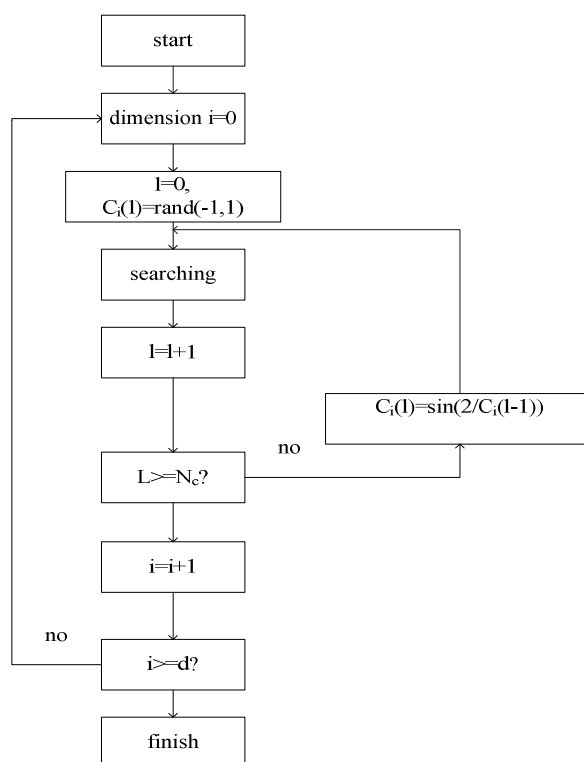 start
dimension i=0
l=0,
Cᵢ(l)=rand(-1,1)
searching
l=l+1
Cᵢ(l)=sin(2/Cᵢ(l-1))
no
L>=N꜀?
i=i+1
no
i>=d?
finish